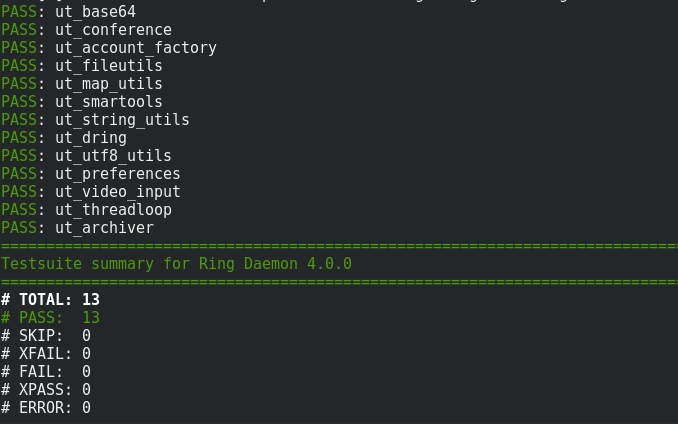 PASS: ut_base64
PASS: ut_conference
PASS: ut_account_factory
PASS: ut_fileutils
PASS: ut_map_utils
PASS: ut_smartools
PASS: ut_string_utils
PASS: ut_dring
PASS: ut_utf8_utils
PASS: ut_preferences
PASS: ut_video_input
PASS: ut_threadloop
PASS: ut_archiver
============================================================================
Testsuite summary for Ring Daemon 4.0.0
============================================================================
# TOTAL: 13
# PASS:  13
# SKIP:  0
# XFAIL: 0
# FAIL:  0
# XPASS: 0
# ERROR: 0